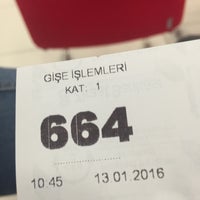 GİŞE İŞLEMLERİ
KAT: 1
664
10:45 13.01.2016